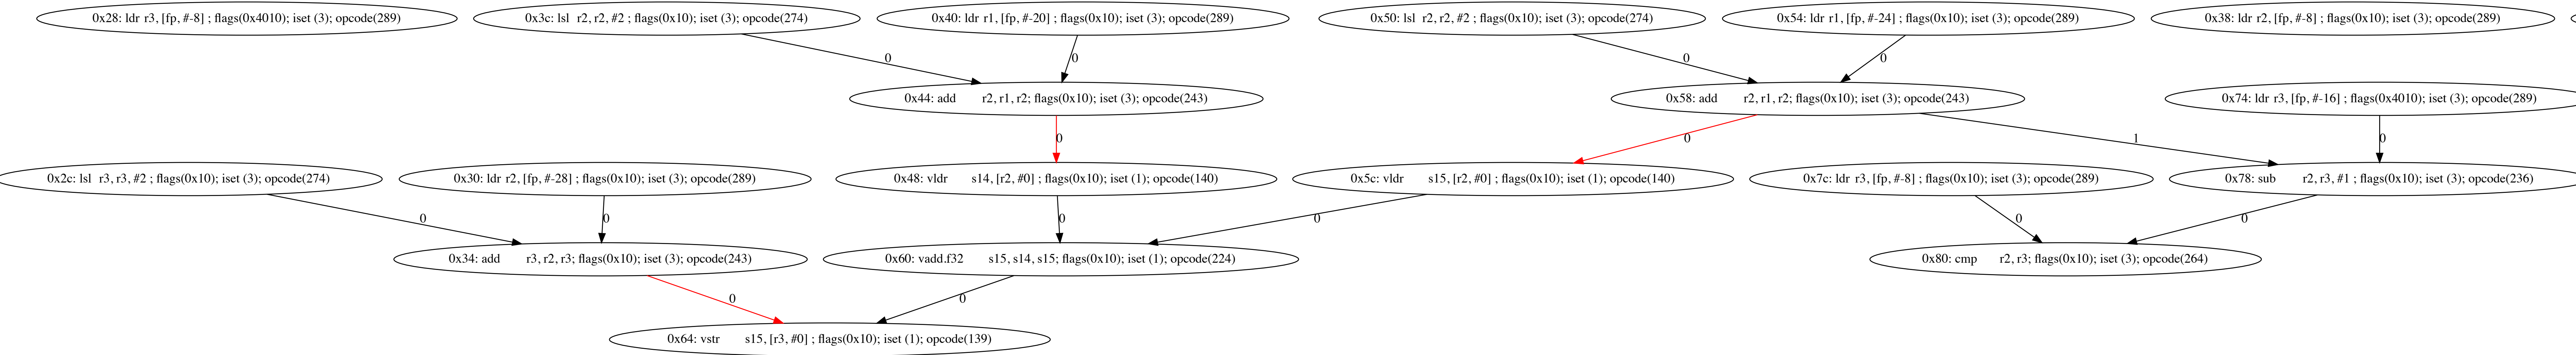 0x28: ldr r3, [fp, #-8] ; flags(0x4010); iset (3); opcode(289)
0x3c: lsl r2, r2, #2 ; flags(0x10); iset (3); opcode(274)
0x40: ldr r1, [fp, #-20] ; flags(0x10); iset (3); opcode(289)
0x50: lsl r2, r2, #2 ; flags(0x10); iset (3); opcode(274)
0x54: ldr r1, [fp, #-24] ; flags(0x10); iset (3); opcode(289)
0x38: ldr r2, [fp, #-8] ; flags(0x10); iset (3); opcode(289)
0
0
0
0
0x44: add r2, r1, r2; flags(0x10); iset (3); opcode(243)
0x58: add r2, r1, r2; flags(0x10); iset (3); opcode(243)
0x74: ldr r3, [fp, #-16] ; flags(0x4010); iset (3); opcode(289)
0
0
1
0
0x2c: lsl r3, r3, #2 ; flags(0x10); iset (3); opcode(274)
0x30: ldr r2, [fp, #-28] ; flags(0x10); iset (3); opcode(289)
0x48: vldr s14, [r2, #0] ; flags(0x10); iset (1); opcode(140)
0x5c: vldr s15, [r2, #0] ; flags(0x10); iset (1); opcode(140)
0x7c: ldr r3, [fp, #-8] ; flags(0x10); iset (3); opcode(289)
0x78: sub r2, r3, #1 ; flags(0x10); iset (3); opcode(236)
0
0
0
0
0
0
0x34: add r3, r2, r3; flags(0x10); iset (3); opcode(243)
0x60: vadd.f32 s15, s14, s15; flags(0x10); iset (1); opcode(224)
0x80: cmp r2, r3; flags(0x10); iset (3); opcode(264)
0
0
0x64: vstr s15, [r3, #0] ; flags(0x10); iset (1); opcode(139)